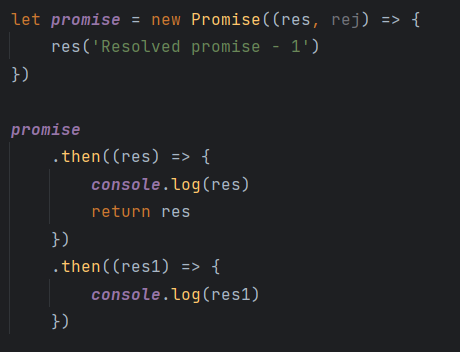 let promise = new Promise((res, rej) => {
    res('Resolved promise - 1')
})

promise
    .then((res) => {
        console.log(res)
        return res
    })
    .then((res1) => {
        console.log(res1)
    })